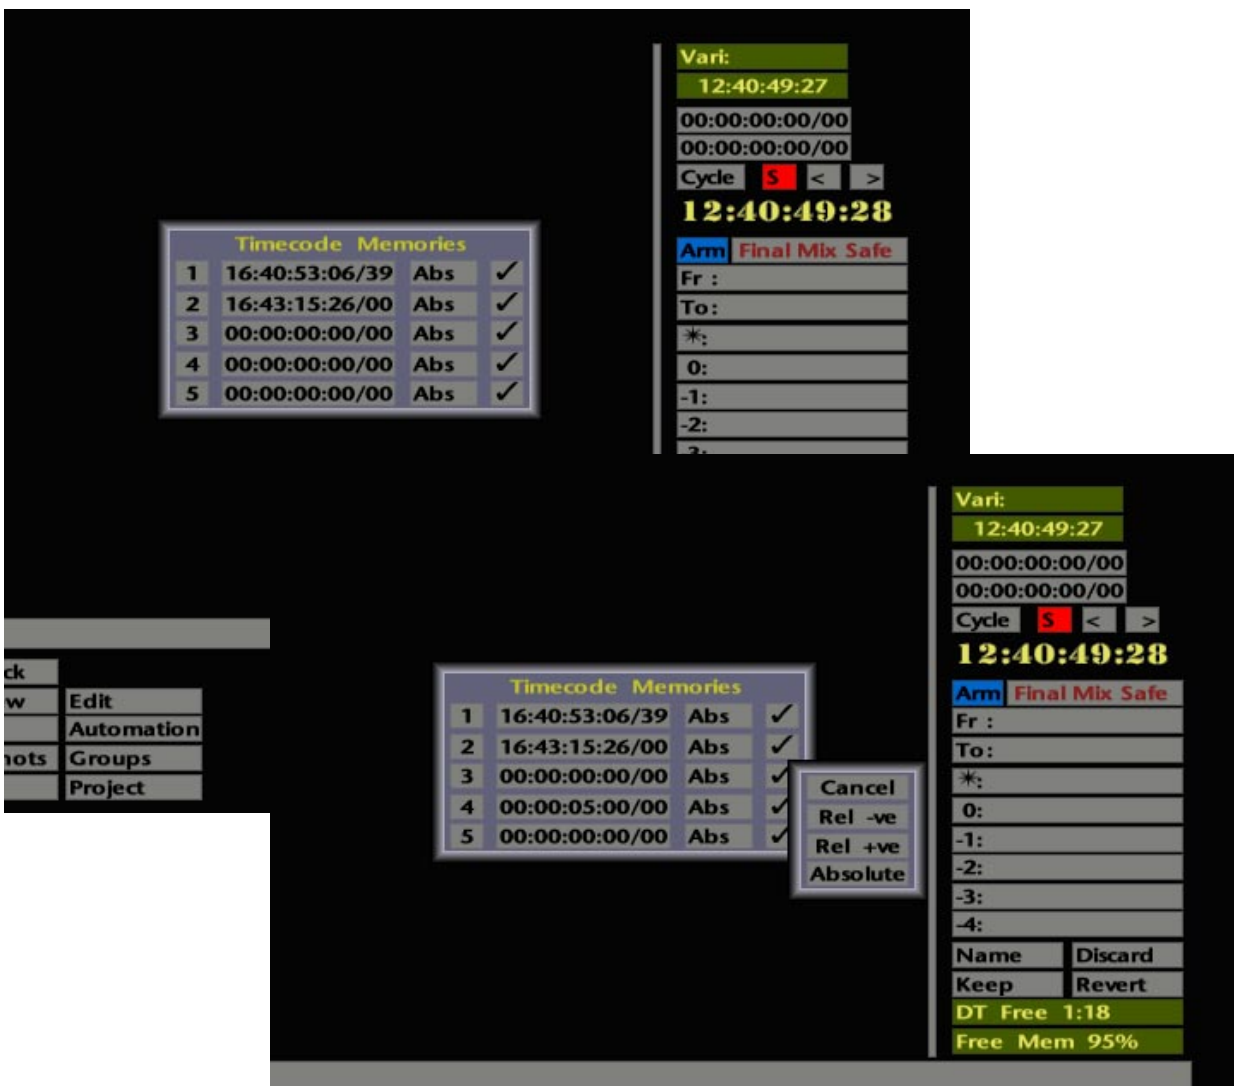 Vari:
12:40:49:27
00:00:00:00/00
00:00:00:00/00
Cycle S < >
12:40:49:28
Timecode Memories
1 16:40:53:06/39 Abs ✓
2 16:43:15:26/00 Abs ✓
3 00:00:00:00/00 Abs ✓
4 00:00:00:00/00 Abs ✓
5 00:00:00:00/00 Abs ✓
Arm Final Mix Safe
Fr :
To:
*:
0:
-1:
-2:
Vari:
12:40:49:27
00:00:00:00/00
00:00:00:00/00
Cycle S < >
12:40:49:28
ck
w Edit
Automation
hots Groups
Project
Timecode Memories
1 16:40:53:06/39 Abs ✓
2 16:43:15:26/00 Abs ✓
3 00:00:00:00/00 Abs ✓
4 00:00:05:00/00 Abs ✓
5 00:00:00:00/00 Abs ✓
Cancel
Rel -ve
Rel +ve
Absolute
Arm Final Mix Safe
Fr :
To:
*:
0:
-1:
-2:
-3:
-4:
Name Discard
Keep Revert
DT Free 1:18
Free Mem 95%